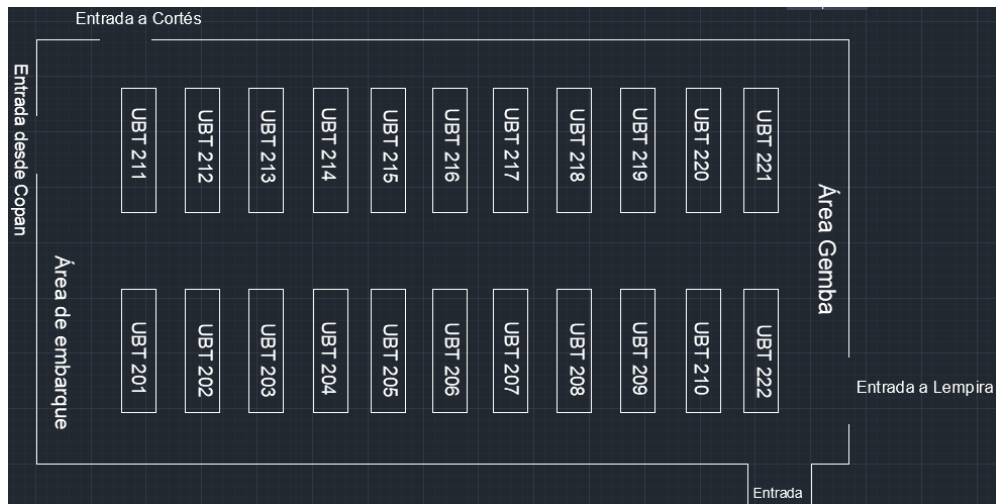 Entrada a Cortés
Entrada desde Copan
UBT 211
UBT 212
UBT 213
UBT 214
UBT 215
UBT 216
UBT 217
UBT 218
UBT 219
UBT 220
UBT 221
Área Gemba
Área de embarque
UBT 201
UBT 202
UBT 203
UBT 204
UBT 205
UBT 206
UBT 207
UBT 208
UBT 209
UBT 210
UBT 222
Entrada a Lempira
Entrada